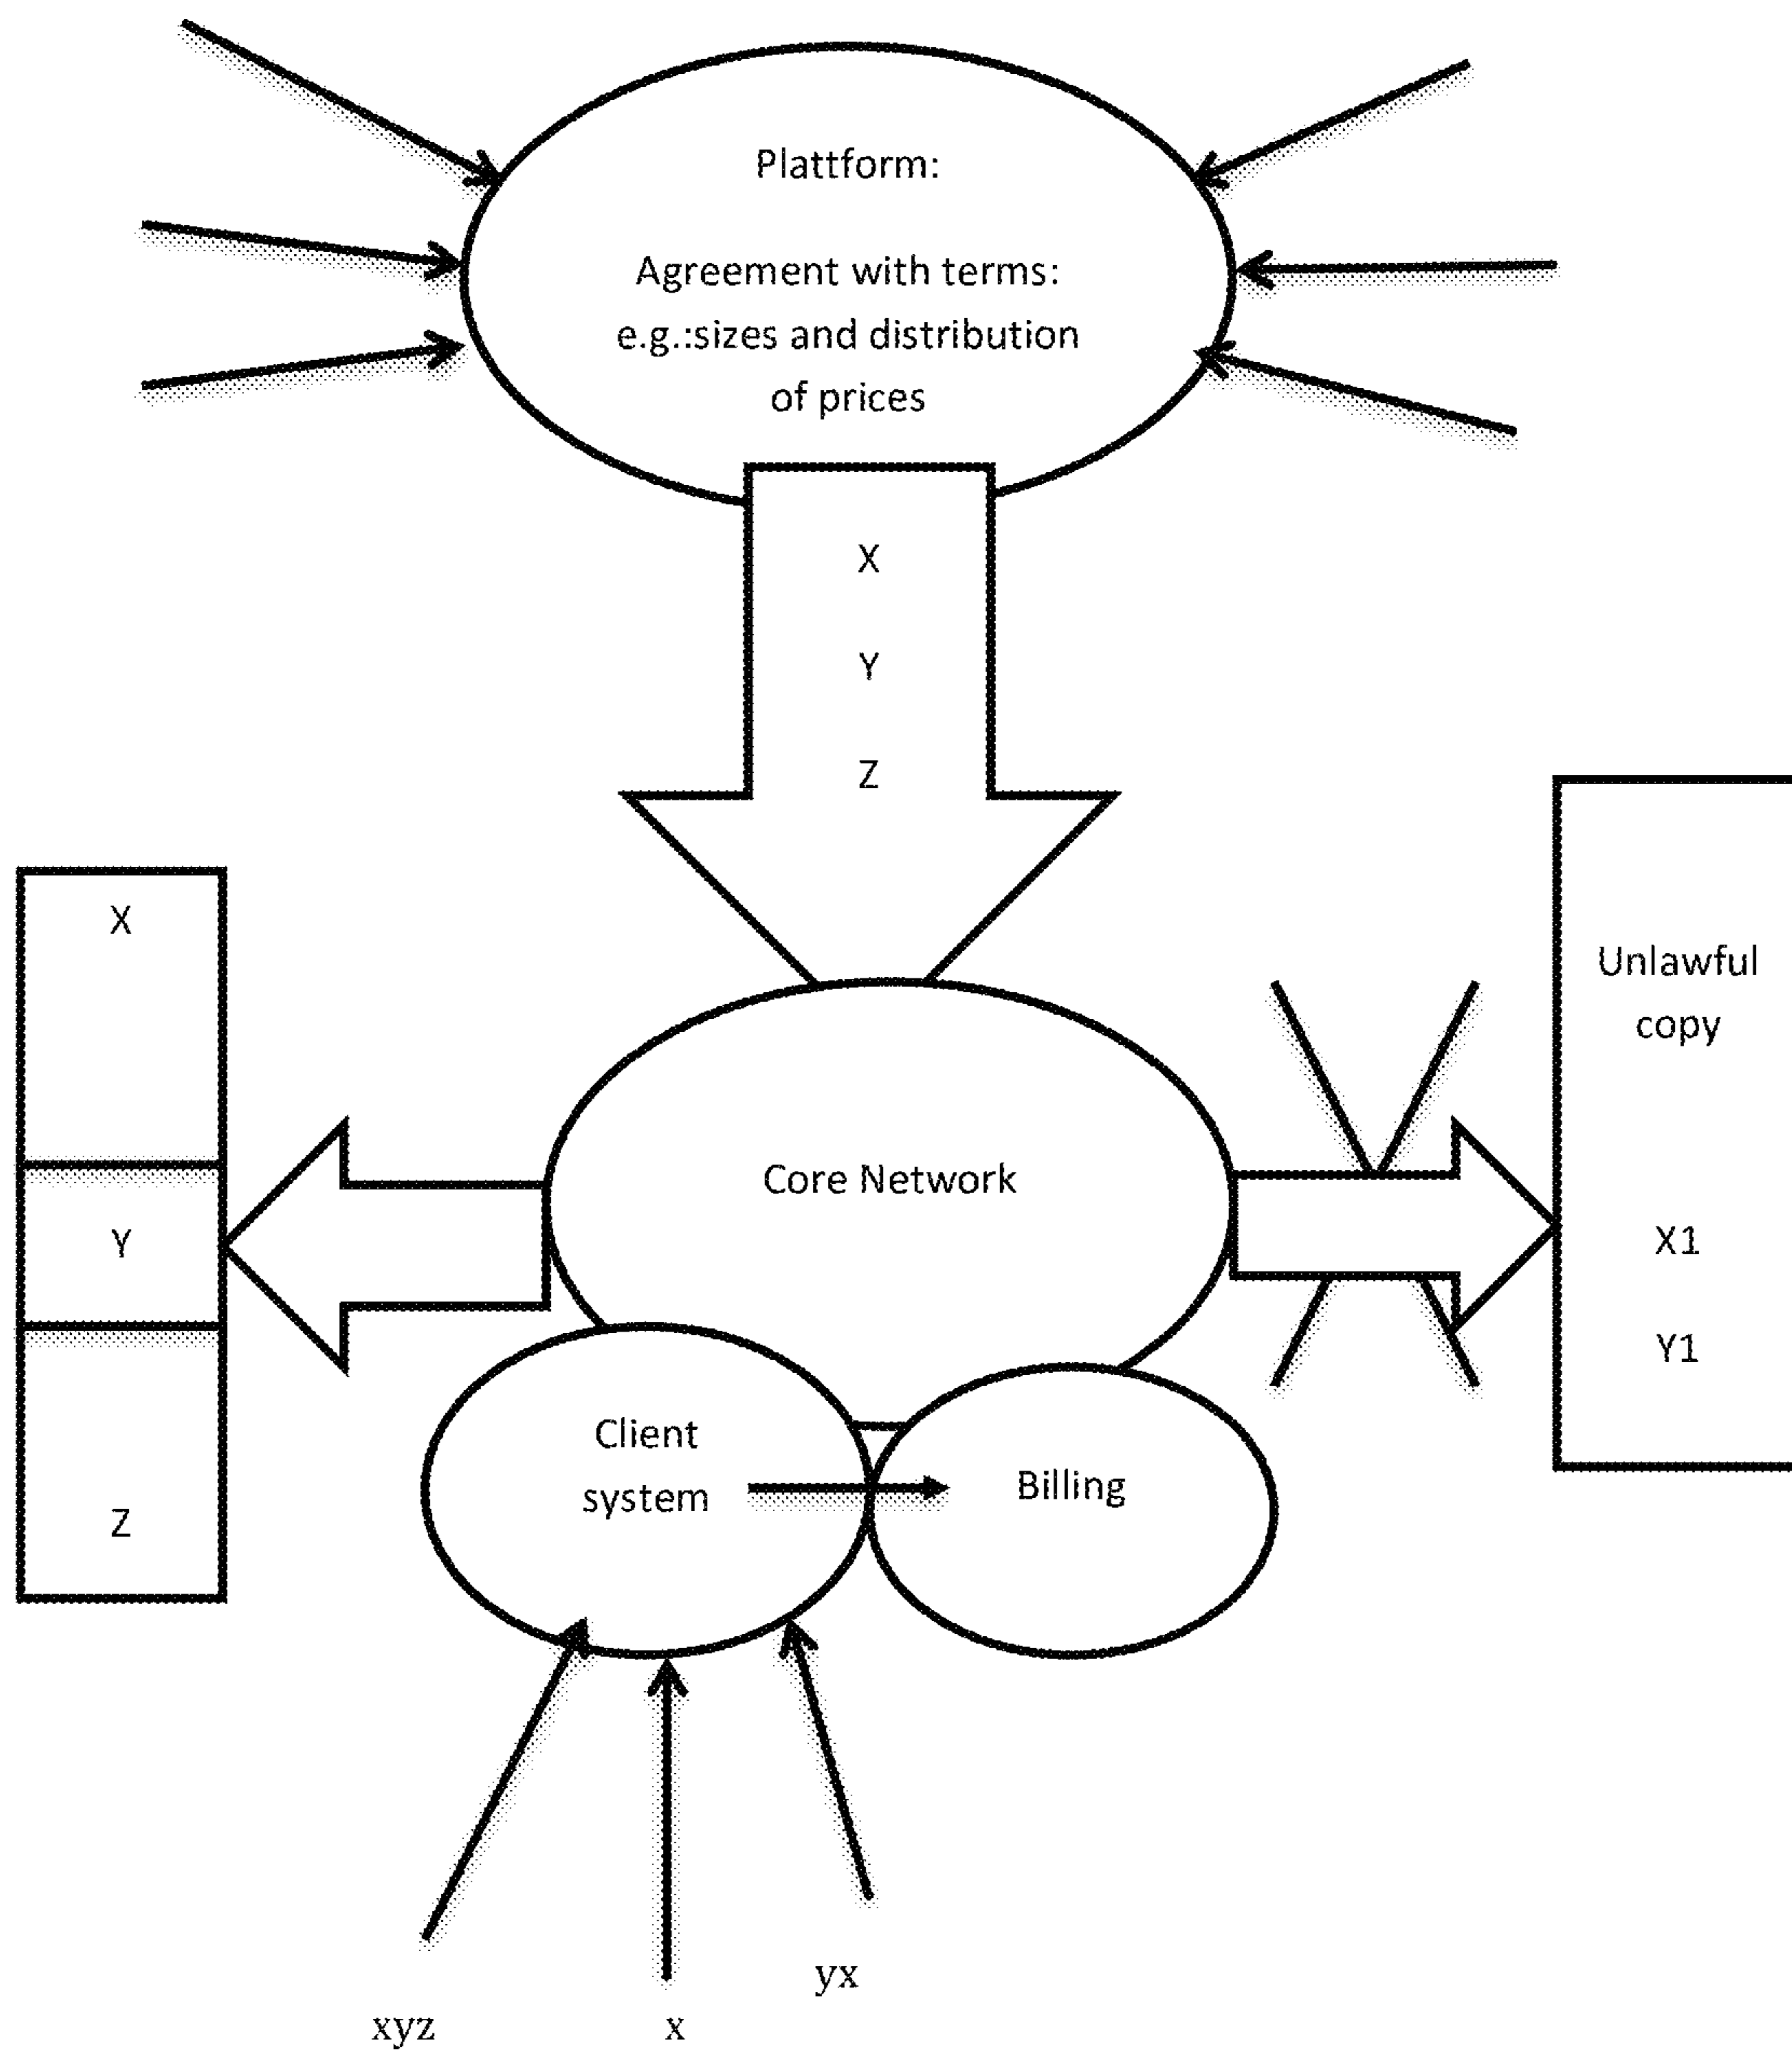 Plattform:
Agreement with terms:
e.g.:sizes and distribution
of prices
X
Y
Z
X
Y
Z
Core Network
Unlawful
copy
X1
Y1
Client
system
Billing
xyz
x
yx